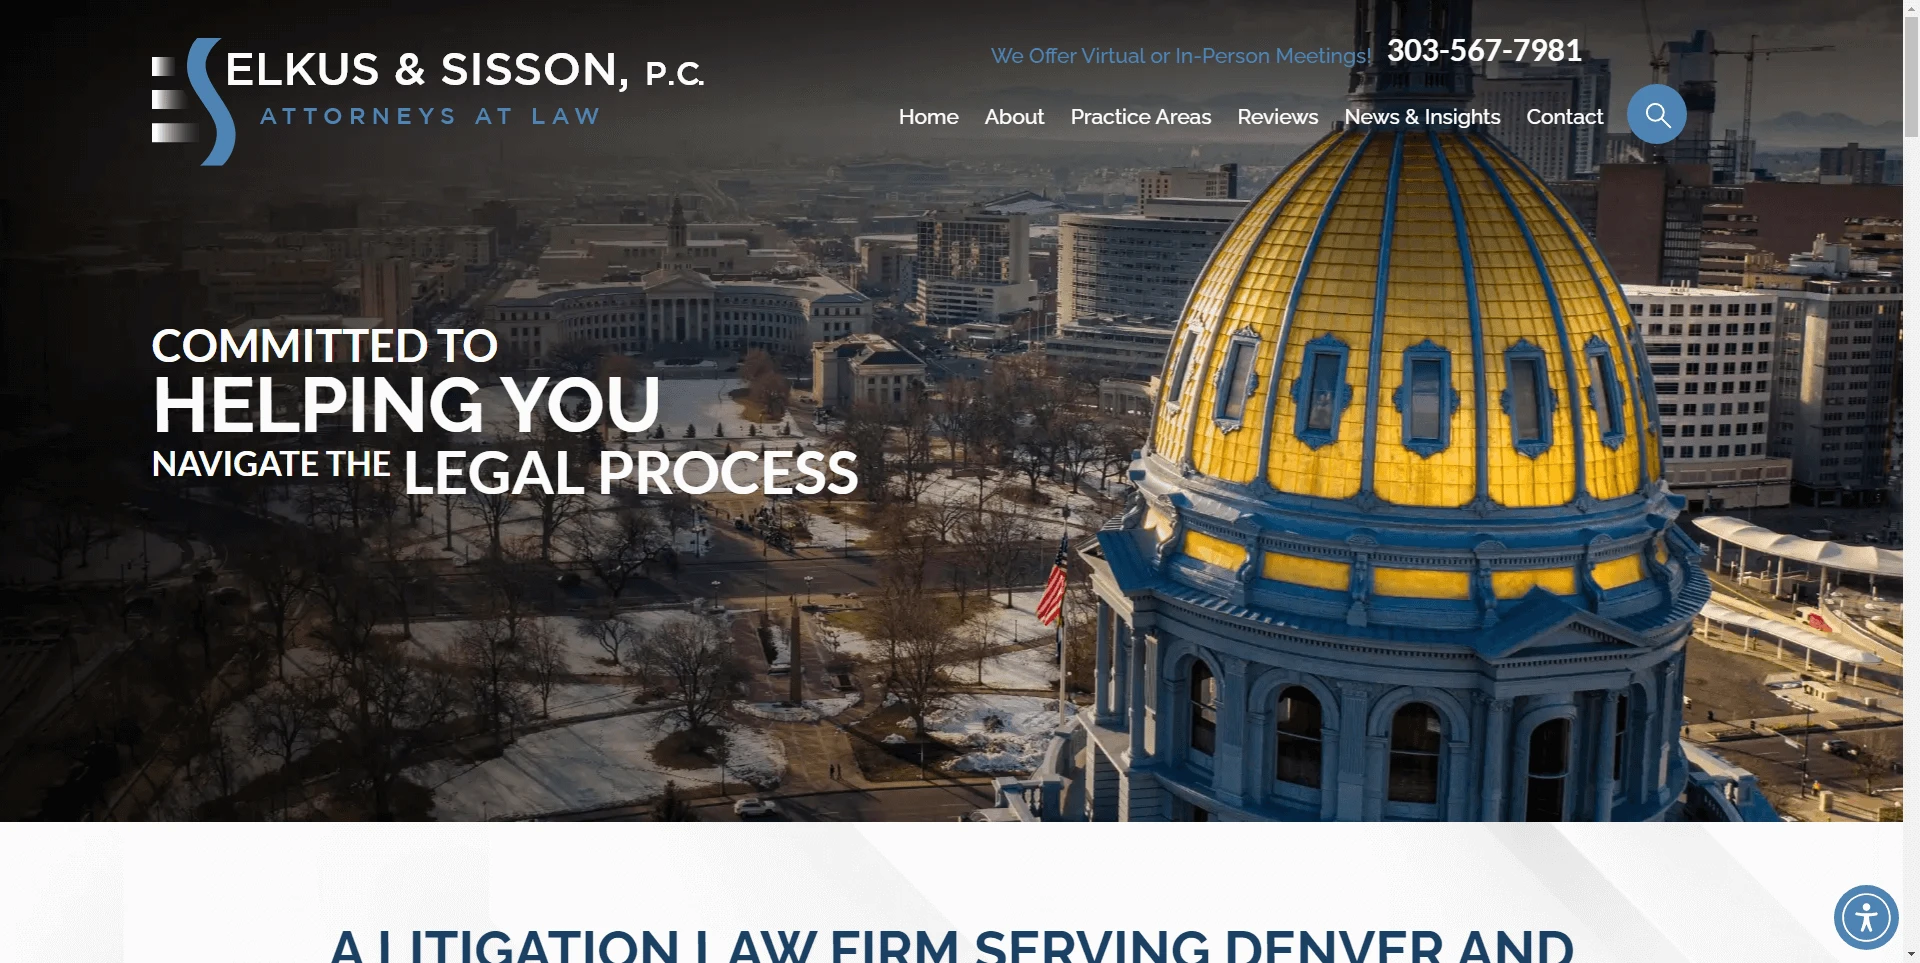 SELKUS & SISSON, P.C.
ATTORNEYS AT LAW
We Offer Virtual or In-Person Meetings!
303-567-7981
Home About Practice Areas Reviews News & Insights Contact
COMMITTED TO
HELPING YOU
NAVIGATE THE LEGAL PROCESS
A LITIGATION LAW FIRM SERVING DENVER AND